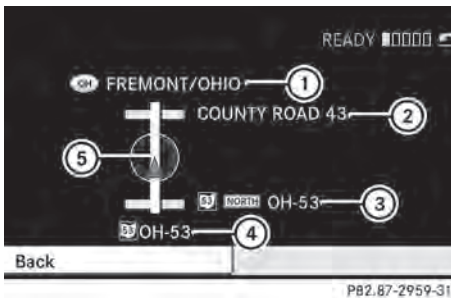 READY
OH FREMONT/OHIO 1
COUNTY ROAD 43 2
5
53 NORTH OH-53 3
53 OH-53 4
Back
P82.87-2959-31